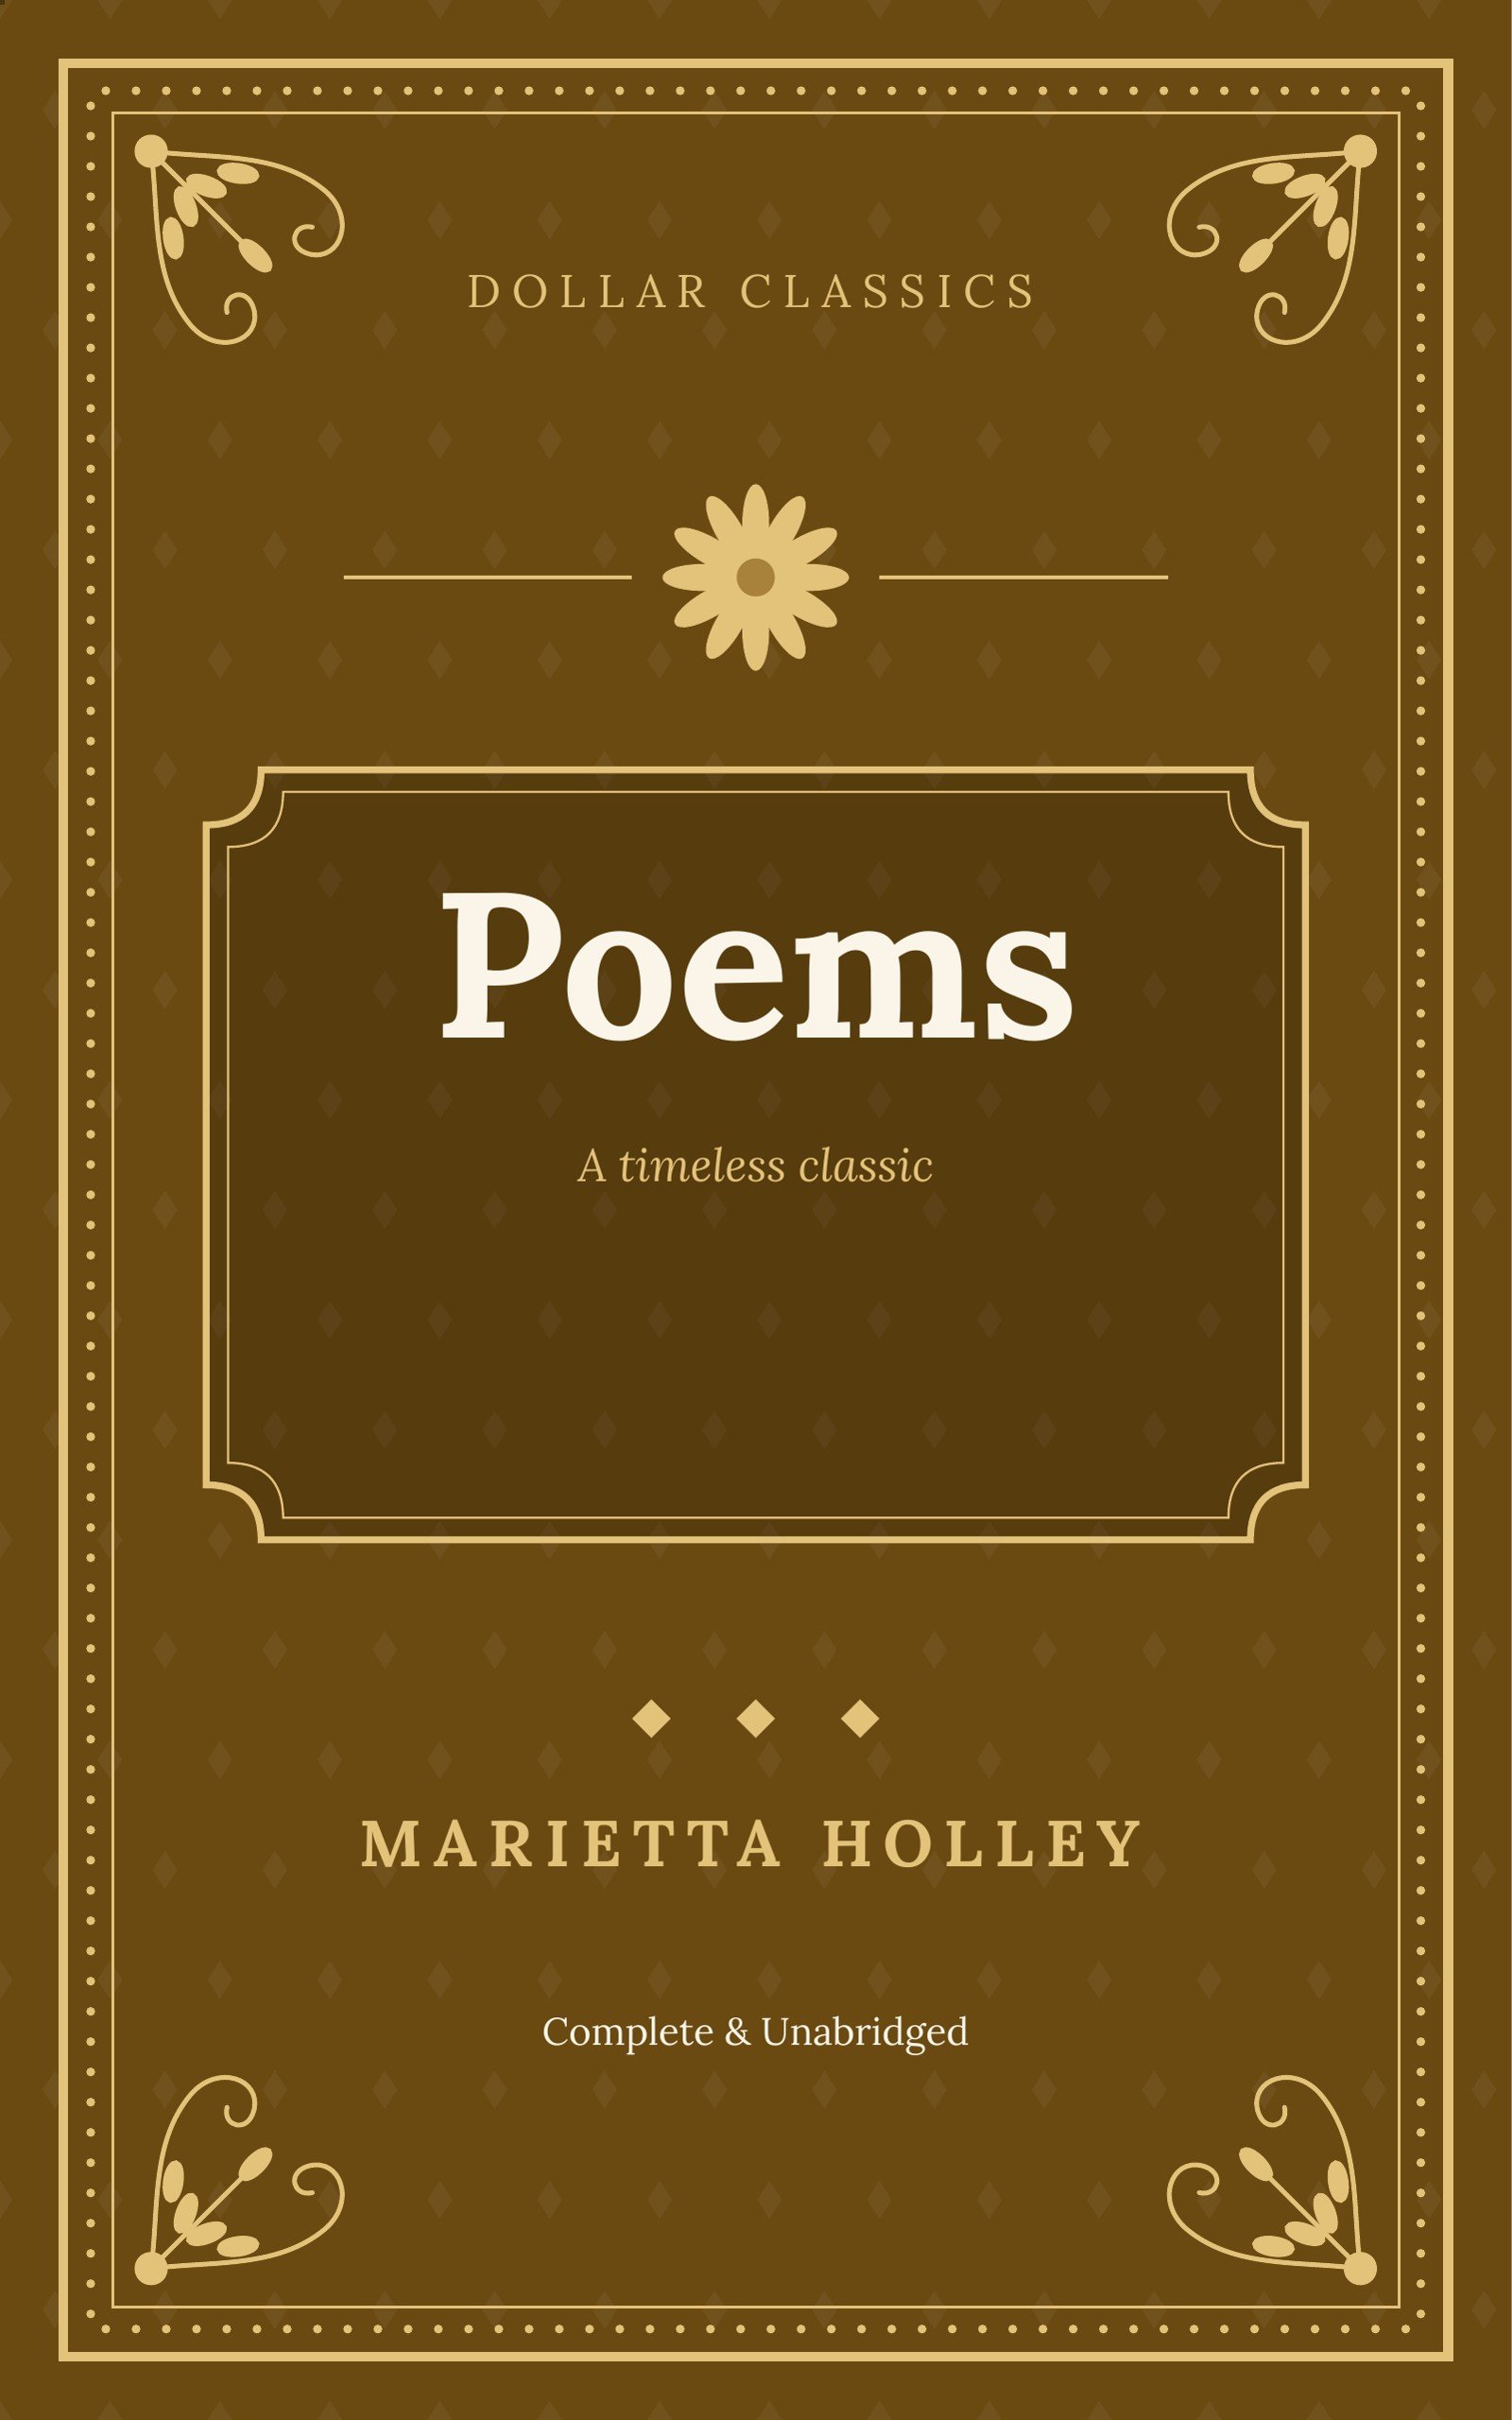 DOLLAR CLASSICS
Poems
A timeless classic
MARIETTA HOLLEY
Complete & Unabridged